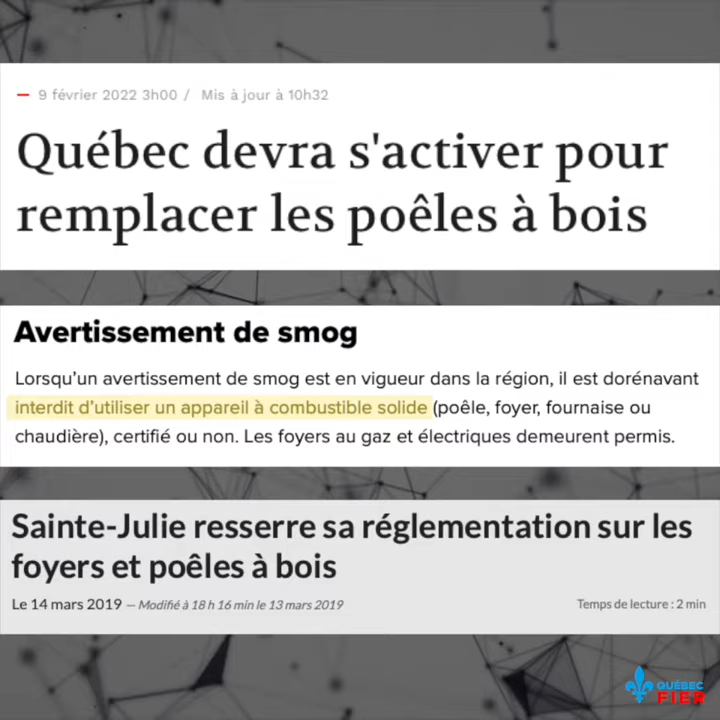 — 9 février 2022 3h00 / Mis à jour à 10h32
Québec devra s'activer pour
remplacer les poêles à bois
Avertissement de smog
Lorsqu'un avertissement de smog est en vigueur dans la région, il est dorénavant
interdit d'utiliser un appareil à combustible solide (poêle, foyer, fournaise ou
chaudière), certifié ou non. Les foyers au gaz et électriques demeurent permis.
Sainte-Julie resserre sa réglementation sur les
foyers et poêles à bois
Le 14 mars 2019 — Modifié à 18 h 16 min le 13 mars 2019
Temps de lecture : 2 min
QUÉBEC
FIER